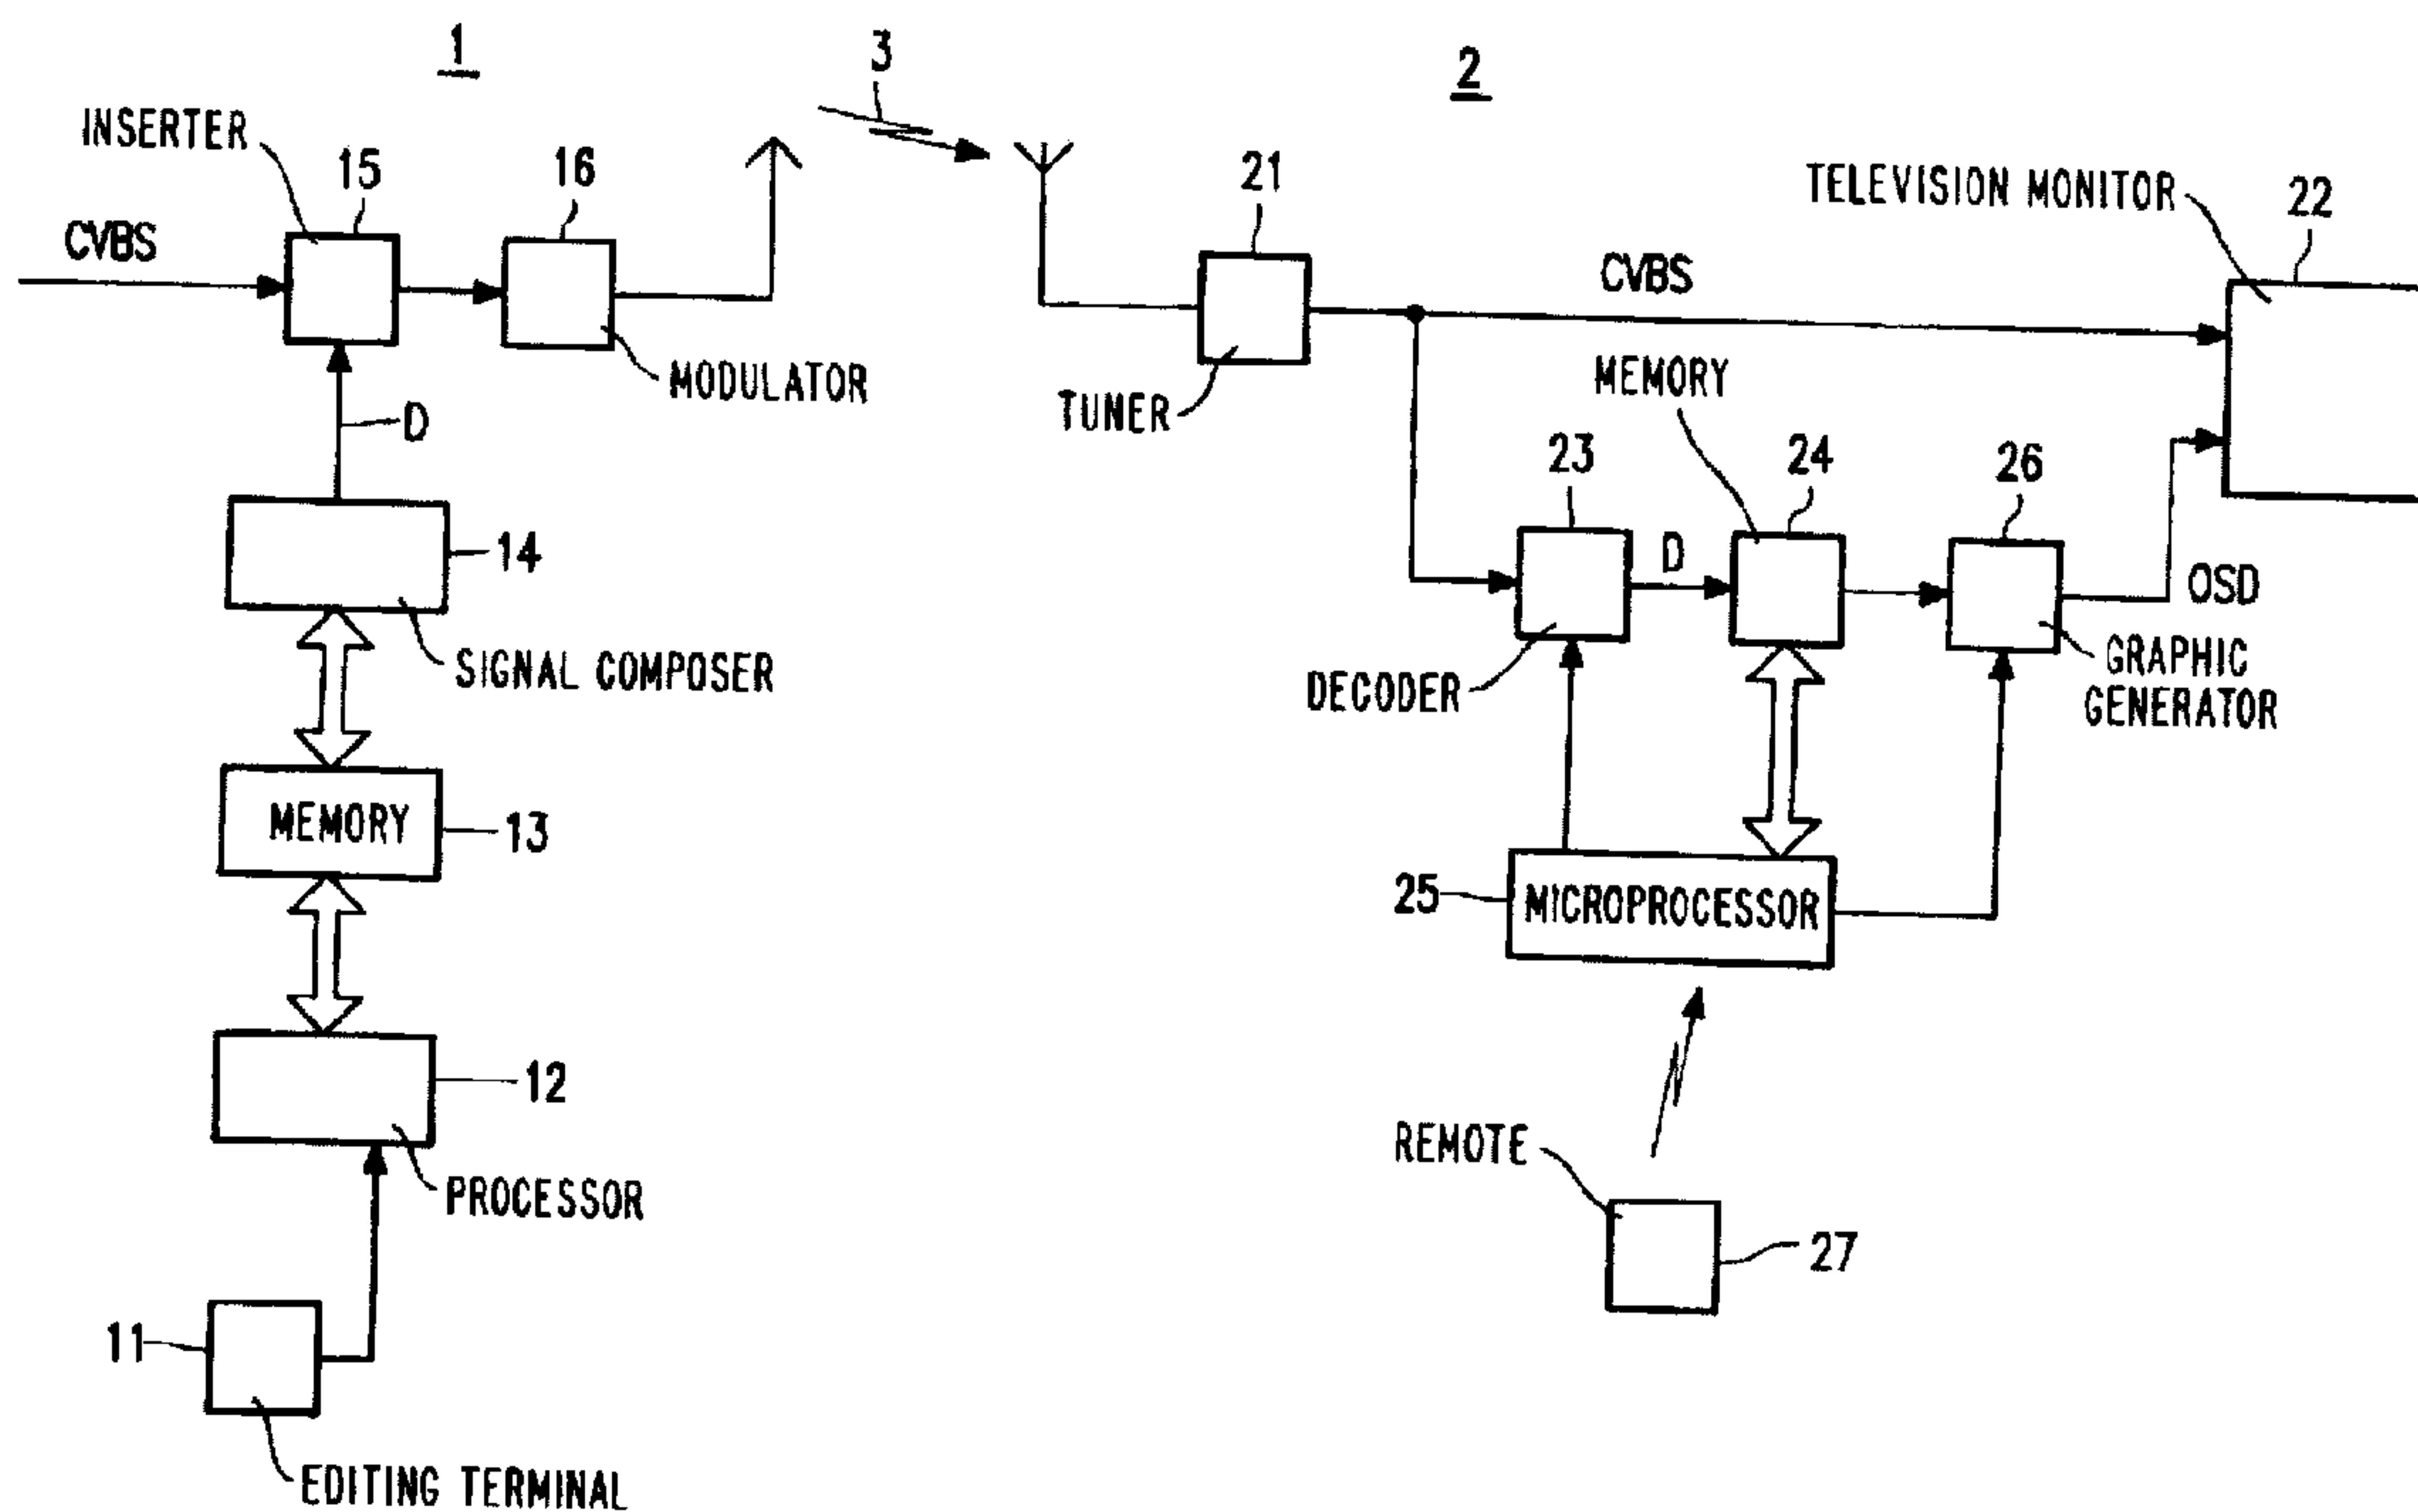 1
3
2
INSERTER
15
16
21
TELEVISION MONITOR
22
CVBS
CVBS
MODULATOR
TUNER
MEMORY
D
23
24
26
14
D
OSD
SIGNAL COMPOSER
DECODER
GRAPHIC
GENERATOR
MEMORY
13
25
MICROPROCESSOR
12
PROCESSOR
REMOTE
27
11
EDITING TERMINAL